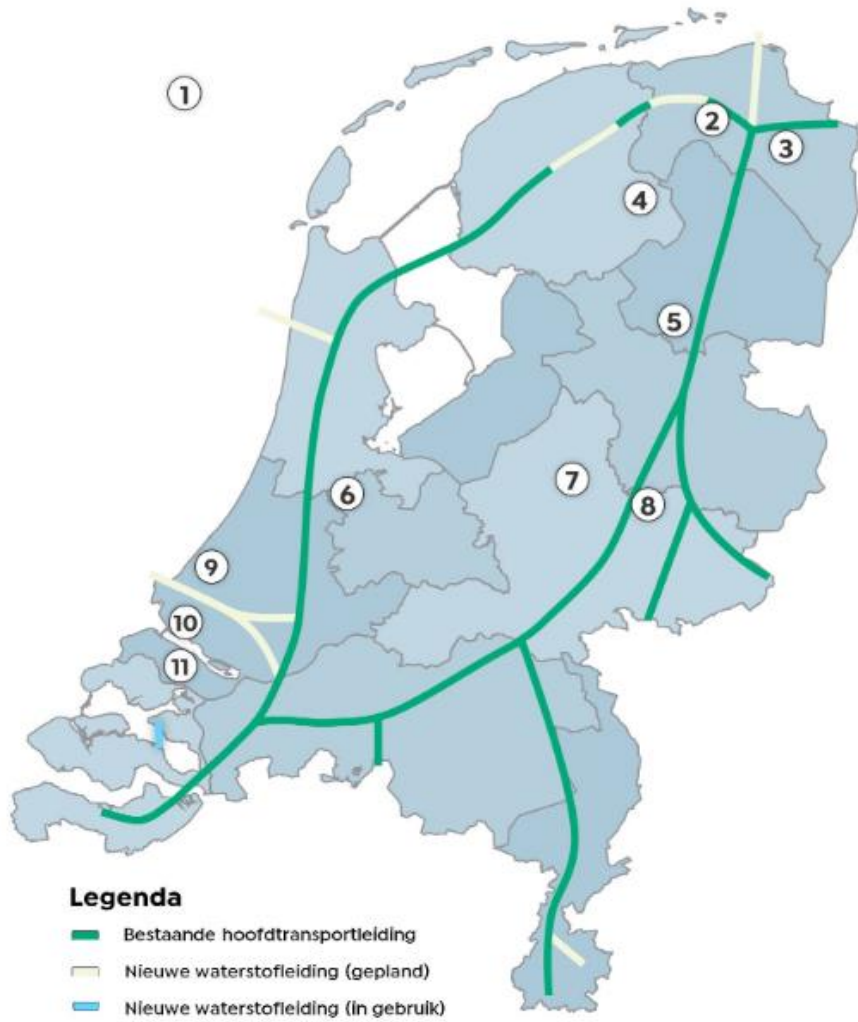 1
2
3
4
5
6
7
8
9
10
11
Legenda
Bestaande hoofdtransportleiding
Nieuwe waterstofleiding (gepland)
Nieuwe waterstofleiding (in gebruik)